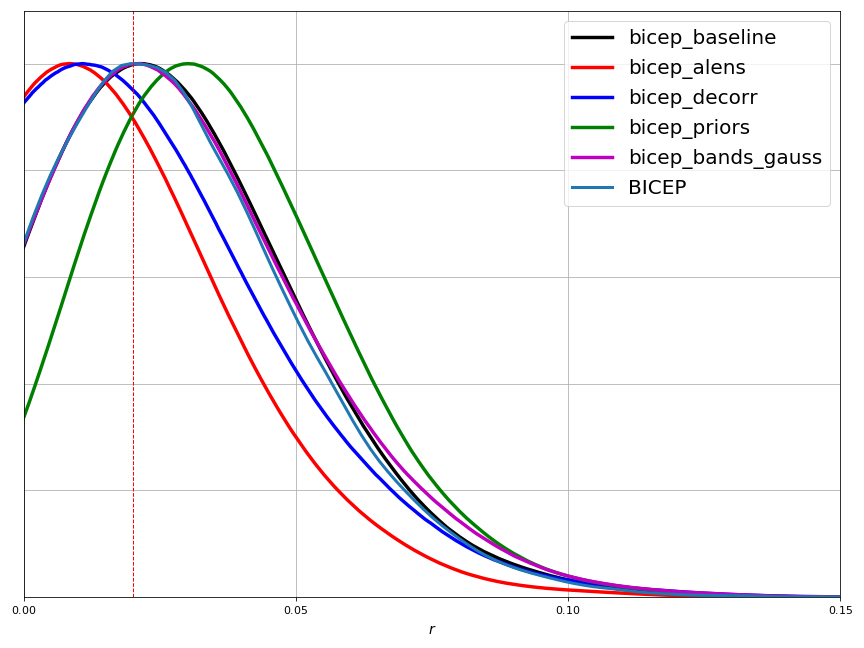 bicep_baseline
bicep_alens
bicep_decorr
bicep_priors
bicep_bands_gauss
BICEP
0.00 0.05 0.10 0.15
r